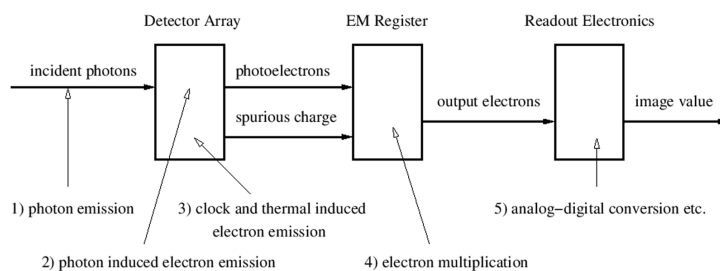 Detector Array
EM Register
Readout Electronics
incident photons
photoelectrons
spurious charge
output electrons
image value
1) photon emission
3) clock and thermal induced
electron emission
5) analog−digital conversion etc.
2) photon induced electron emission
4) electron multiplication